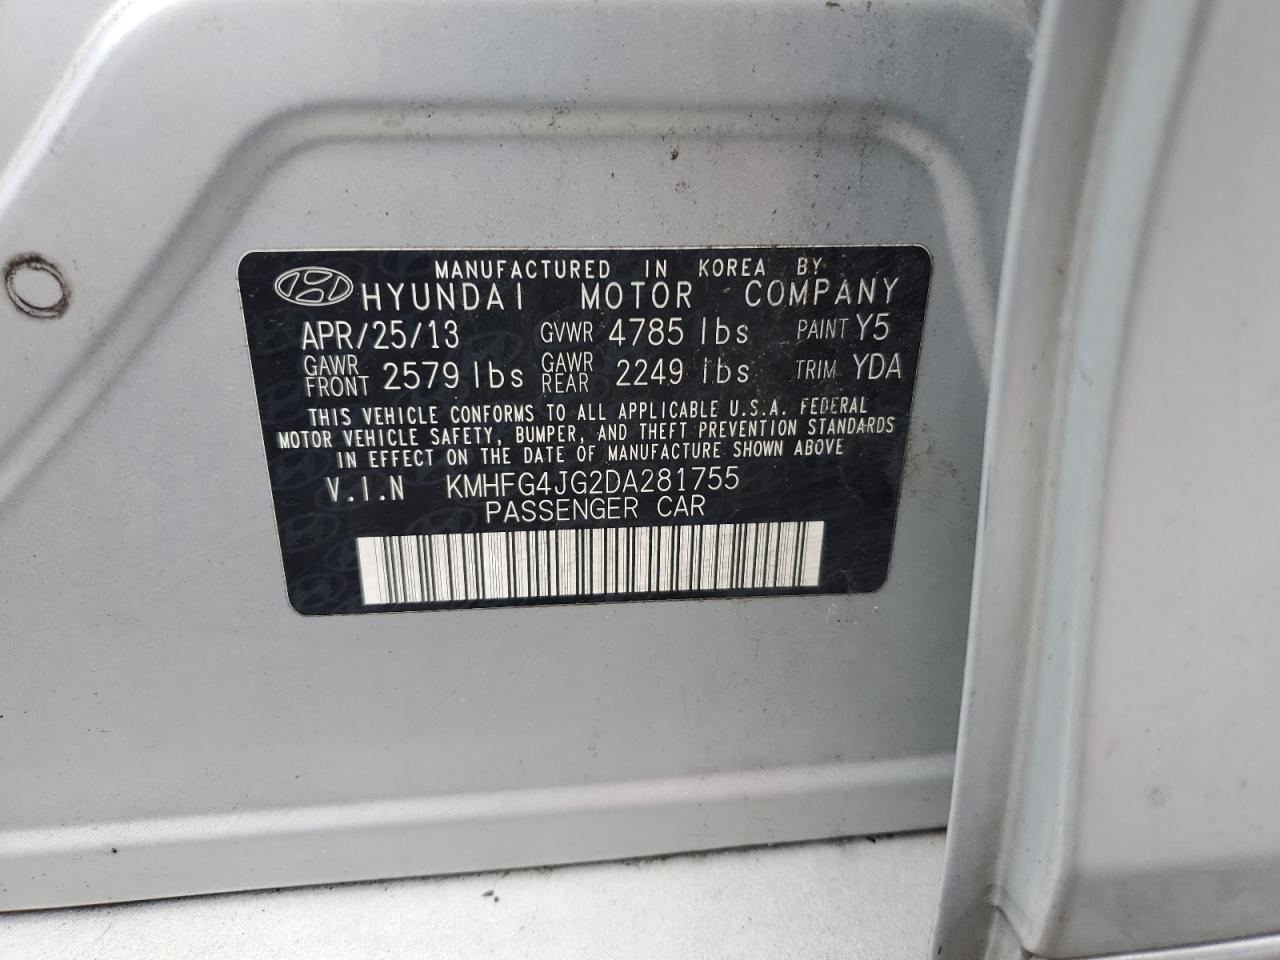 MANUFACTURED IN KOREA BY
HYUNDAI MOTOR COMPANY
APR/25/13 GVWR 4785 lbs PAINT Y5
GAWR FRONT 2579 lbs GAWR REAR 2249 lbs TRIM YDA
THIS VEHICLE CONFORMS TO ALL APPLICABLE U.S.A. FEDERAL
MOTOR VEHICLE SAFETY, BUMPER, AND THEFT PREVENTION STANDARDS
IN EFFECT ON THE DATE OF MANUFACTURE SHOWN ABOVE
V.I.N KMHFG4JG2DA281755
PASSENGER CAR